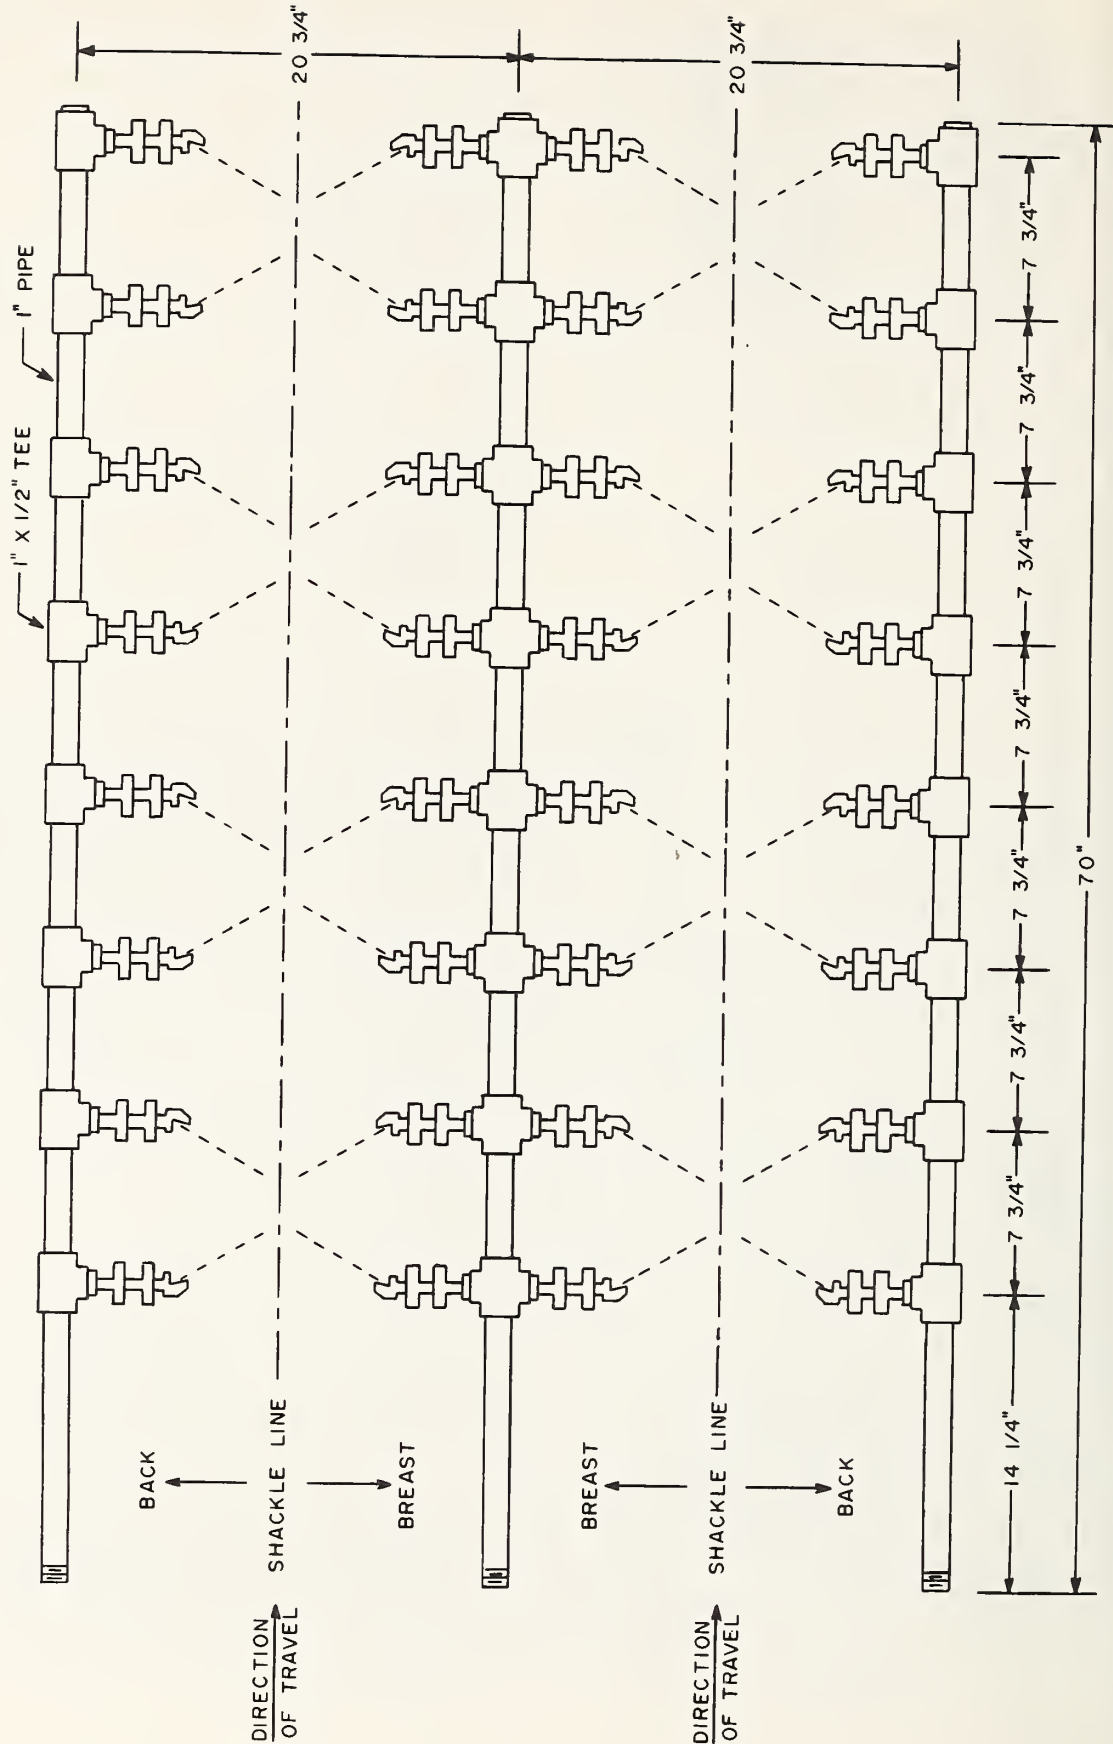 20 3/4"
20 3/4"
1" PIPE
1" X 1/2" TEE
7 3/4"
7 3/4"
7 3/4"
7 3/4"
7 3/4"
7 3/4"
7 3/4"
14 1/4"
70"
BACK
SHACKLE LINE
BREAST
BREAST
SHACKLE LINE
BACK
DIRECTION
OF TRAVEL
DIRECTION
OF TRAVEL